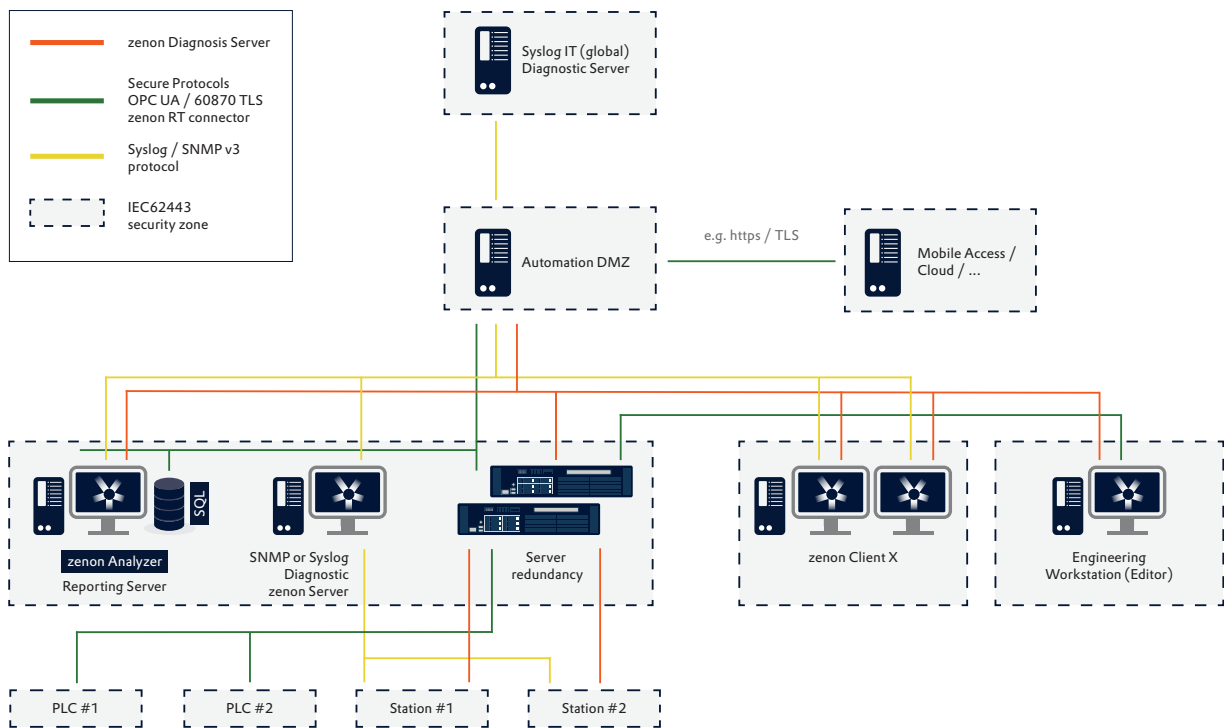 zenon Diagnosis Server
Secure Protocols
OPC UA / 60870 TLS
zenon RT connector
Syslog / SNMP v3
protocol
IEC62443
security zone
Syslog IT (global)
Diagnostic Server
Automation DMZ
e.g. https / TLS
Mobile Access /
Cloud / ...
SQL
zenon Analyzer
Reporting Server
SNMP or Syslog
Diagnostic
zenon Server
Server
redundancy
zenon Client X
Engineering
Workstation (Editor)
PLC #1
PLC #2
Station #1
Station #2